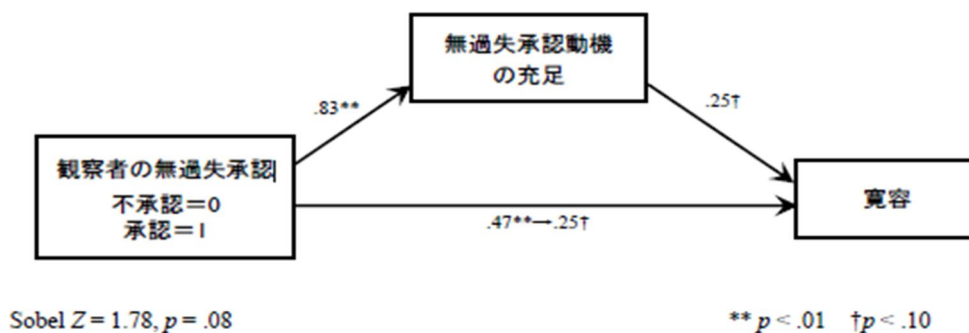 無過失承認動機
の充足
.83**
.25†
観察者の無過失承認
不承認=0
承認=1
寛容
.47**→.25†
Sobel Z = 1.78, p = .08
** p < .01 †p < .10